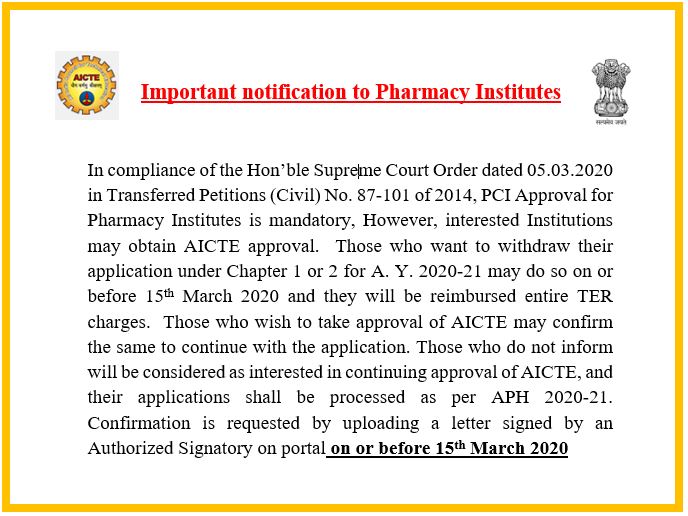 AICTE
Important notification to Pharmacy Institutes
सत्यमेव जयते
In compliance of the Hon’ble Supreme Court Order dated 05.03.2020
in Transferred Petitions (Civil) No. 87-101 of 2014, PCI Approval for
Pharmacy Institutes is mandatory, However, interested Institutions
may obtain AICTE approval. Those who want to withdraw their
application under Chapter 1 or 2 for A. Y. 2020-21 may do so on or
before 15th March 2020 and they will be reimbursed entire TER
charges. Those who wish to take approval of AICTE may confirm
the same to continue with the application. Those who do not inform
will be considered as interested in continuing approval of AICTE, and
their applications shall be processed as per APH 2020-21.
Confirmation is requested by uploading a letter signed by an
Authorized Signatory on portal on or before 15th March 2020